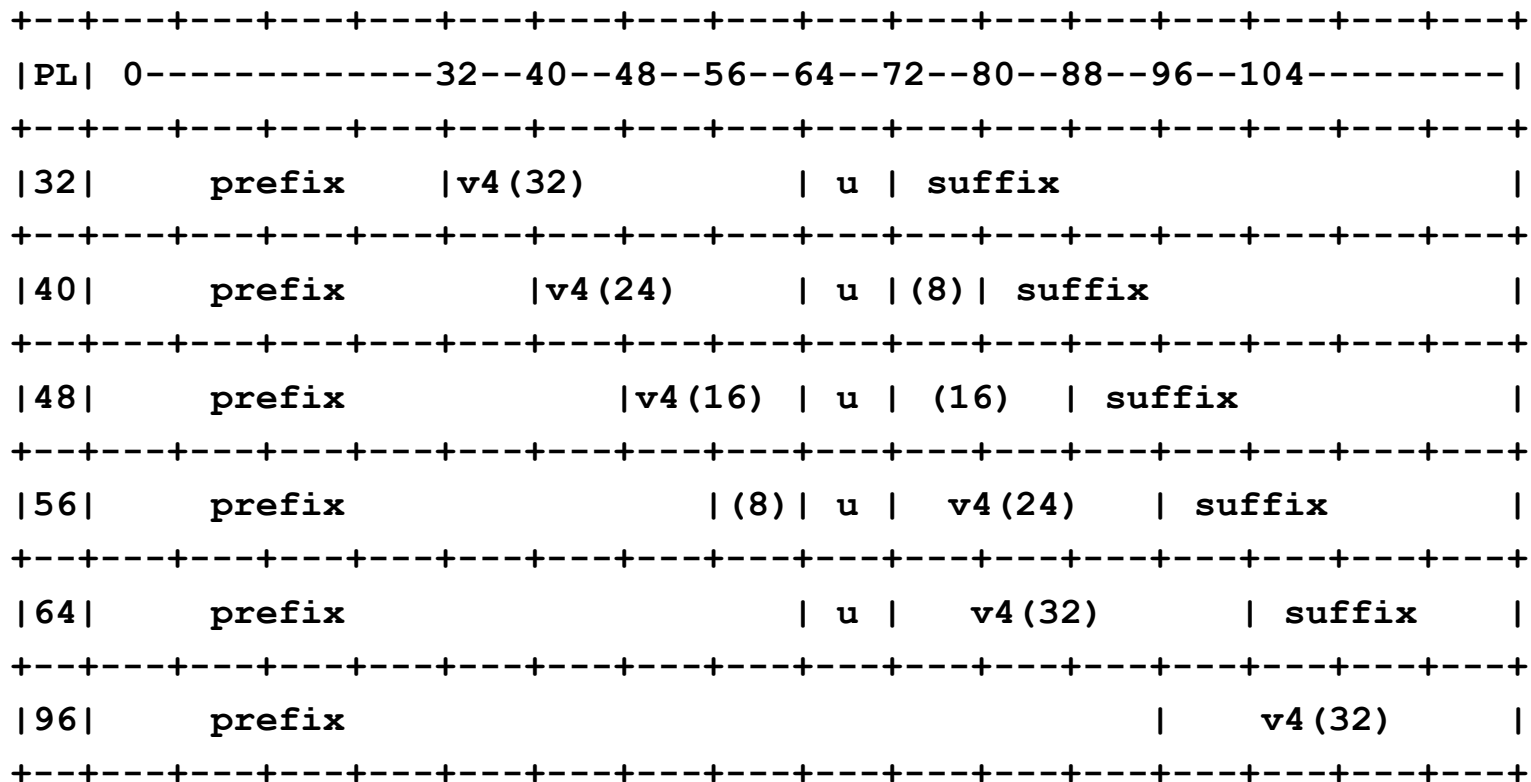 +--+---+---+---+---+---+---+---+---+---+---+---+---+---+---+---+---+
|PL| 0-------------32--40--48--56--64--72--80--88--96--104---------|
+--+---+---+---+---+---+---+---+---+---+---+---+---+---+---+---+---+
|32|     prefix    |v4(32)         | u | suffix                    |
+--+---+---+---+---+---+---+---+---+---+---+---+---+---+---+---+---+
|40|     prefix        |v4(24)     | u |(8)| suffix                |
+--+---+---+---+---+---+---+---+---+---+---+---+---+---+---+---+---+
|48|     prefix            |v4(16) | u | (16)  | suffix            |
+--+---+---+---+---+---+---+---+---+---+---+---+---+---+---+---+---+
|56|     prefix                |(8)| u |  v4(24)   | suffix        |
+--+---+---+---+---+---+---+---+---+---+---+---+---+---+---+---+---+
|64|     prefix                    | u |   v4(32)      | suffix    |
+--+---+---+---+---+---+---+---+---+---+---+---+---+---+---+---+---+
|96|     prefix                                    |    v4(32)     |
+--+---+---+---+---+---+---+---+---+---+---+---+---+---+---+---+---+